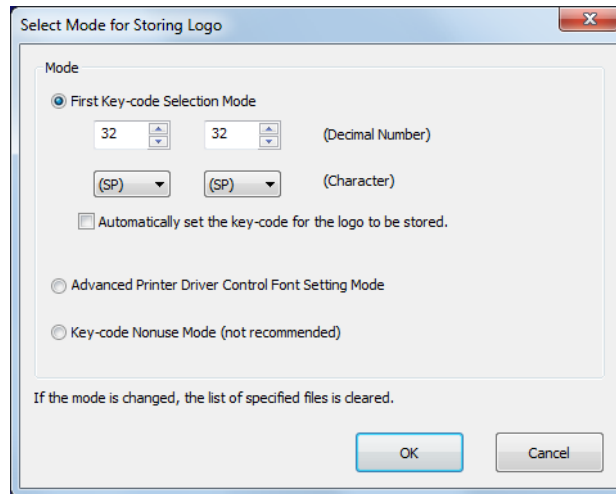 Select Mode for Storing Logo
Mode
First Key-code Selection Mode
32 32 (Decimal Number)
(SP) (SP) (Character)
Automatically set the key-code for the logo to be stored.
Advanced Printer Driver Control Font Setting Mode
Key-code Nonuse Mode (not recommended)
If the mode is changed, the list of specified files is cleared.
OK Cancel